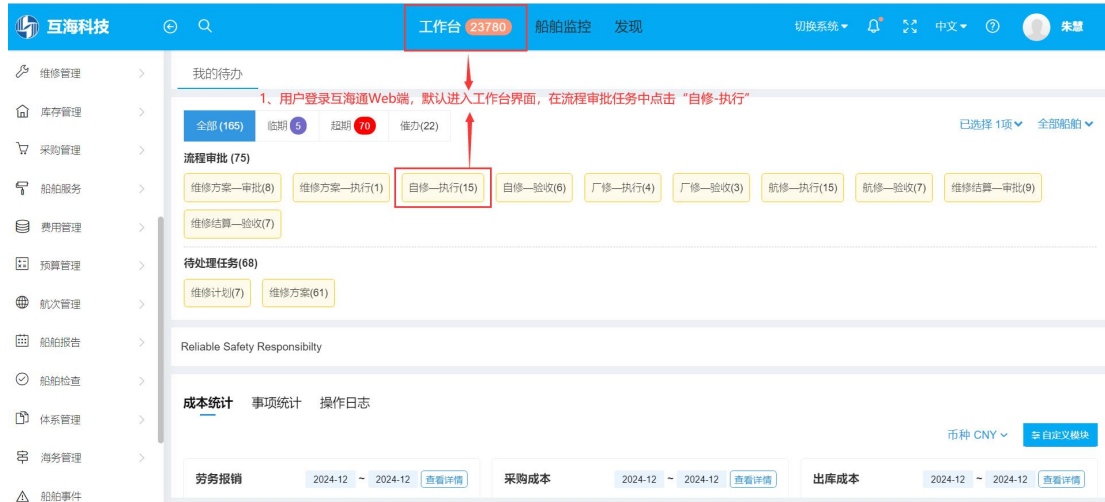 互海科技 工作台 23780 船舶监控 发现 切换系统 中文 朱慧
维修管理
库存管理
采购管理
船舶服务
费用管理
预算管理
航次管理
船舶报告
船舶检查
体系管理
海务管理
船舶事件
我的待办
1、用户登录互海通Web端，默认进入工作台界面，在流程审批任务中点击“自修-执行”
全部 (165) 临期 5 超期 70 催办(22) 已选择 1项 全部船舶
流程审批 (75)
维修方案—审批(8) 维修方案—执行(1) 自修—执行(15) 自修—验收(6) 厂修—执行(4) 厂修—验收(3) 航修—执行(15) 航修—验收(7) 维修结算—审批(9)
维修结算—验收(7)
待处理任务(68)
维修计划(7) 维修方案(61)
Reliable Safety Responsibilty
成本统计 事项统计 操作日志
币种 CNY 自定义模块
劳务报销 2024-12 ~ 2024-12 查看详情 采购成本 2024-12 ~ 2024-12 查看详情 出库成本 2024-12 ~ 2024-12 查看详情